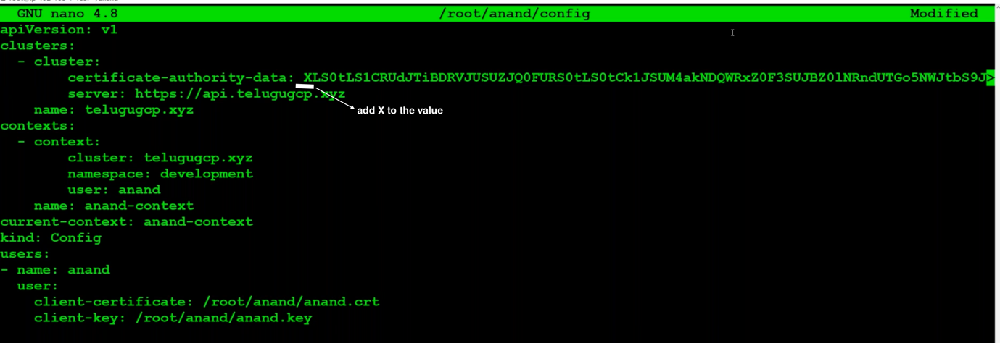 GNU nano 4.8 /root/anand/config Modified
apiVersion: v1
clusters:
- cluster:
certificate-authority-data: XLS0tLS1CRUdJTiBDRVJUSUZJQ0FURS0tLS0tCk1JSUM4akNDQWRxZ0F3SUJBZ0lNRndUTGo5NWJtbS9J>
server: https://api.telugugcp.xyz
name: telugugcp.xyz
add X to the value
contexts:
- context:
cluster: telugugcp.xyz
namespace: development
user: anand
name: anand-context
current-context: anand-context
kind: Config
users:
- name: anand
user:
client-certificate: /root/anand/anand.crt
client-key: /root/anand/anand.key